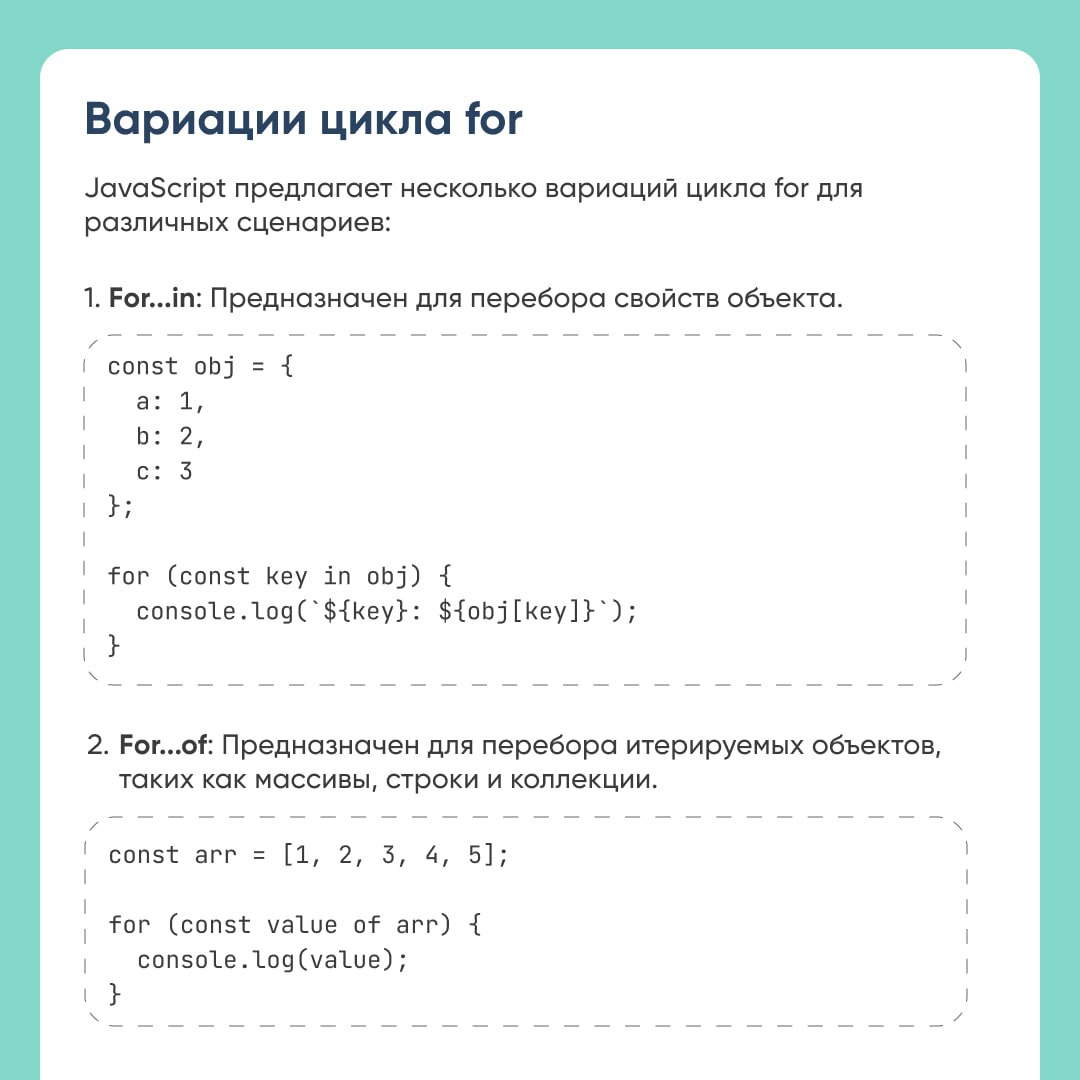 Вариации цикла for
JavaScript предлагает несколько вариаций цикла for для
различных сценариев:
1. For...in: Предназначен для перебора свойств объекта.
const obj = {
  a: 1,
  b: 2,
  c: 3
};
for (const key in obj) {
  console.log(`${key}: ${obj[key]}`);
}
2. For...of: Предназначен для перебора итерируемых объектов,
таких как массивы, строки и коллекции.
const arr = [1, 2, 3, 4, 5];
for (const value of arr) {
  console.log(value);
}